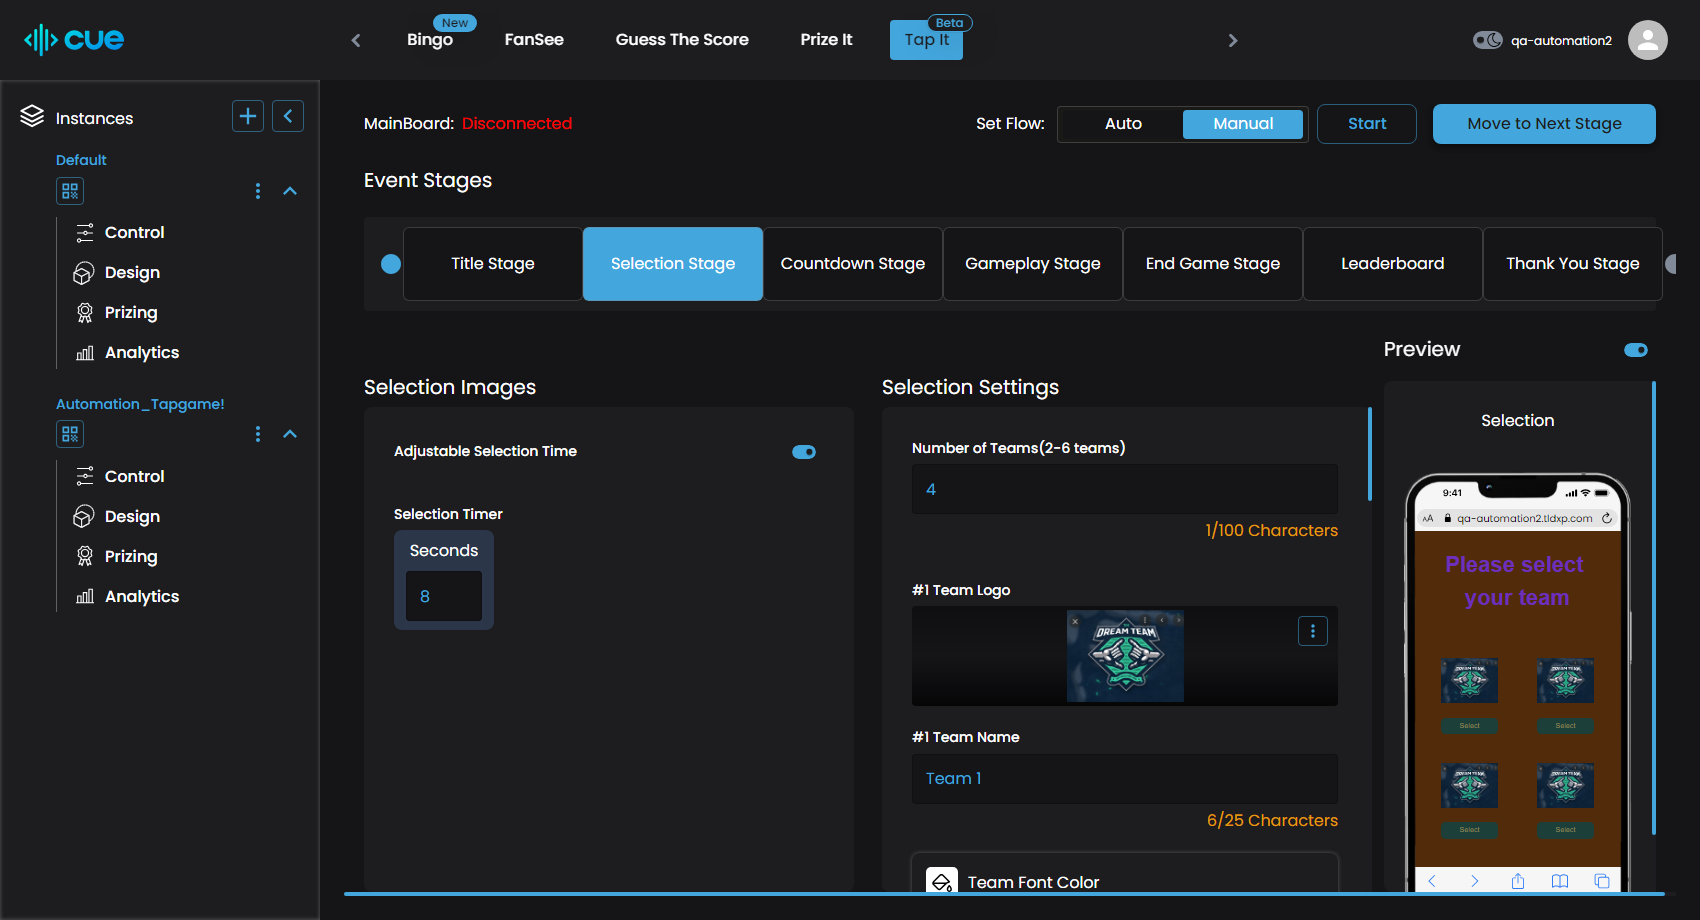 cue
Bingo
New
FanSee
Guess The Score
Prize It
Tap It
Beta
qa-automation2
Instances
Default
Control
Design
Prizing
Analytics
Automation_Tapgame!
Control
Design
Prizing
Analytics
MainBoard: Disconnected
Set Flow:
Auto
Manual
Start
Move to Next Stage
Event Stages
Title Stage
Selection Stage
Countdown Stage
Gameplay Stage
End Game Stage
Leaderboard
Thank You Stage
Selection Images
Adjustable Selection Time
Selection Timer
Seconds
8
Selection Settings
Number of Teams(2-6 teams)
4
1/100 Characters
#1 Team Logo
DREAM TEAM
#1 Team Name
Team 1
6/25 Characters
Team Font Color
Preview
Selection
9:41
AA qa-automation2.tldxp.com
Please select
your team
DREAM TEAM DREAM TEAM
Select Select
DREAM TEAM DREAM TEAM
Select Select